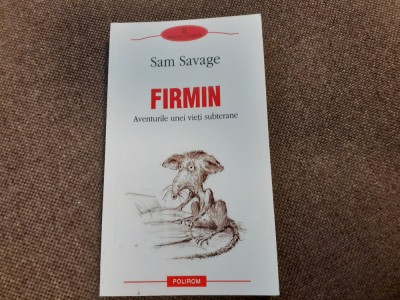 Sam Savage
FIRMIN
Aventurile unei vieți subterane
POLIROM